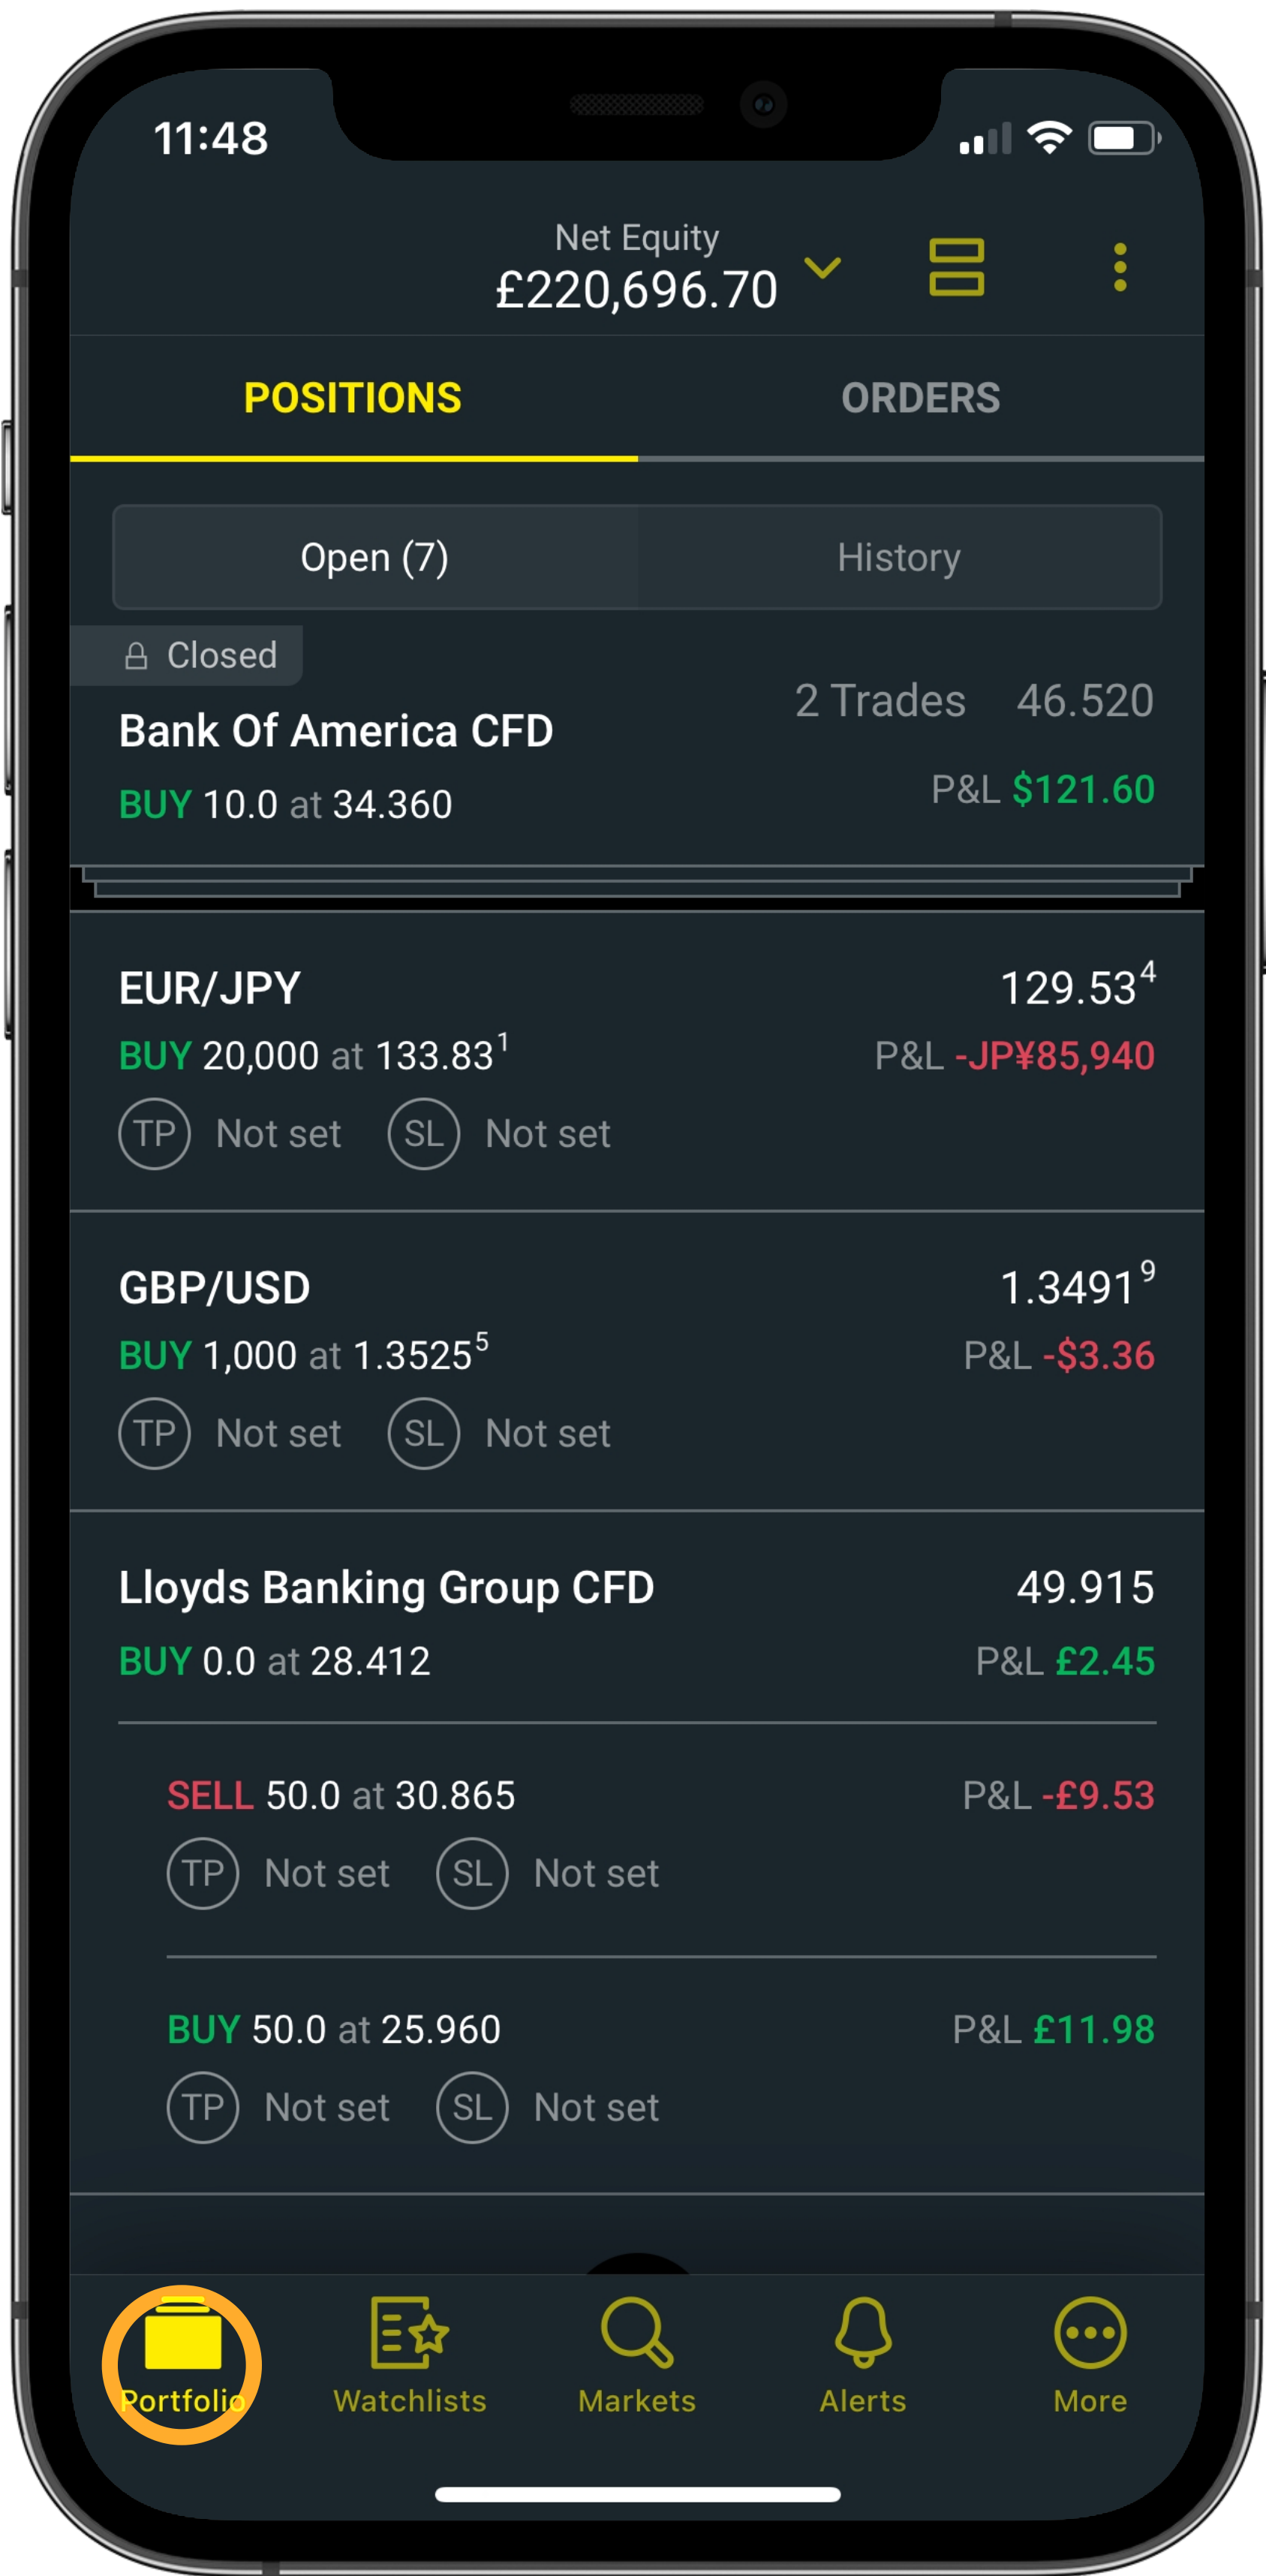 11:48
Net Equity
£220,696.70
POSITIONS ORDERS
Open (7) History
Closed
2 Trades 46.520
Bank Of America CFD
P&L $121.60
BUY 10.0 at 34.360
EUR/JPY 129.53⁴
BUY 20,000 at 133.83¹ P&L -JP¥85,940
TP Not set SL Not set
GBP/USD 1.3491⁹
BUY 1,000 at 1.3525⁵ P&L -$3.36
TP Not set SL Not set
Lloyds Banking Group CFD 49.915
BUY 0.0 at 28.412 P&L £2.45
SELL 50.0 at 30.865 P&L -£9.53
TP Not set SL Not set
BUY 50.0 at 25.960 P&L £11.98
TP Not set SL Not set
Portfolio Watchlists Markets Alerts More